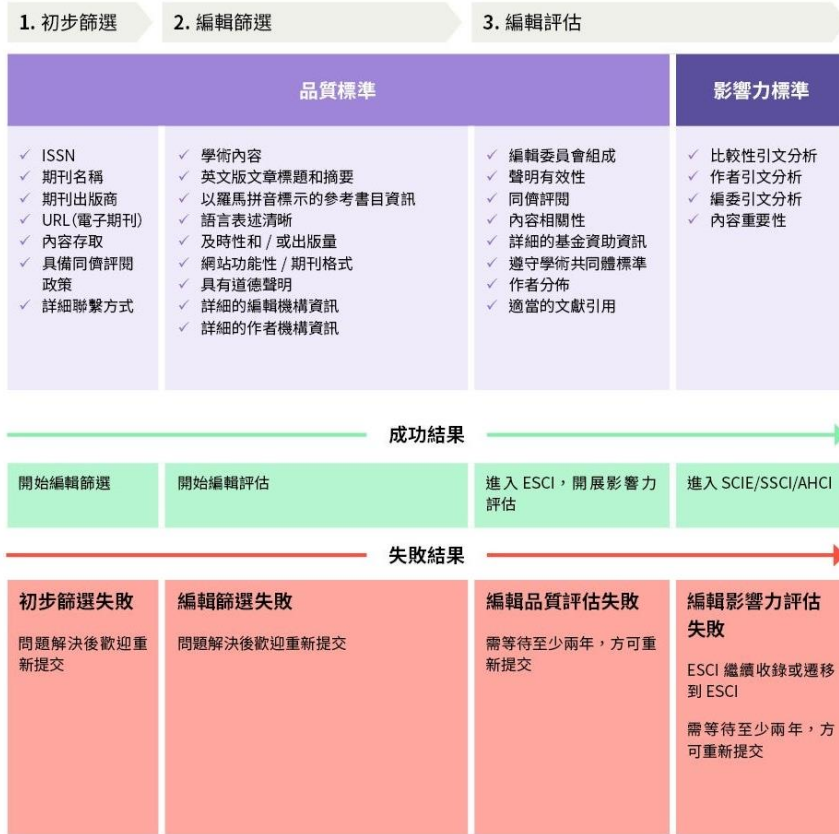 1. 初步篩選
2. 編輯篩選
3. 編輯評估
品質標準
影響力標準
ISSN
期刊名稱
期刊出版商
URL(電子期刊)
內容存取
具備同儕評閱
政策
詳細聯繫方式
學術內容
英文版文章標題和摘要
以羅馬拼音標示的參考書目資訊
語言表述清晰
及時性和 / 或出版量
網站功能性 / 期刊格式
具有道德聲明
詳細的編輯機構資訊
詳細的作者機構資訊
編輯委員會組成
聲明有效性
同儕評閱
內容相關性
詳細的基金資助資訊
遵守學術共同體標準
作者分佈
適當的文獻引用
比較性引文分析
作者引文分析
編委引文分析
內容重要性
成功結果
開始編輯篩選
開始編輯評估
進入 ESCI，開展影響力
評估
進入 SCIE/SSCI/AHCI
失敗結果
初步篩選失敗
問題解決後歡迎重
新提交
編輯篩選失敗
問題解決後歡迎重新提交
編輯品質評估失敗
需等待至少兩年，方可重
新提交
編輯影響力評估
失敗
ESCI 繼續收錄或遷移
到 ESCI
需等待至少兩年，方
可重新提交